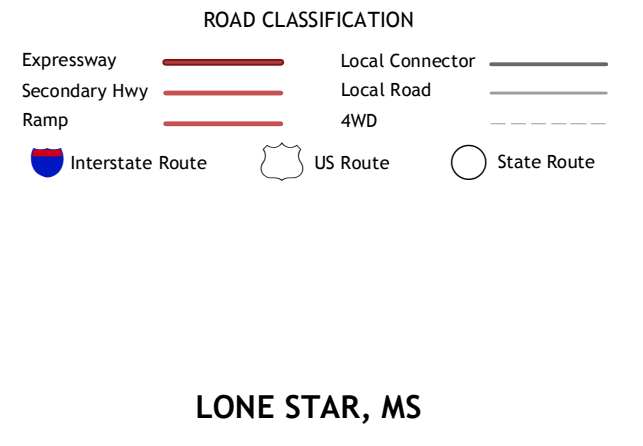 ROAD CLASSIFICATION
Expressway
Local Connector
Secondary Hwy
Local Road
Ramp
4WD
Interstate Route
US Route
State Route
LONE STAR, MS